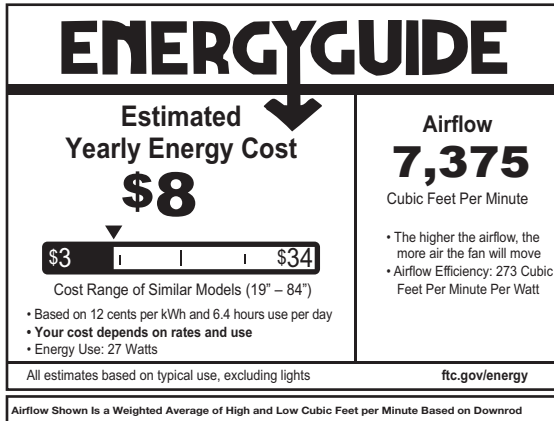 ENERGYGUIDE
Estimated
Yearly Energy Cost
$8
$3
$34
Cost Range of Similar Models (19” – 84”)
• Based on 12 cents per kWh and 6.4 hours use per day
• Your cost depends on rates and use
• Energy Use: 27 Watts
Airflow
7,375
Cubic Feet Per Minute
• The higher the airflow, the
more air the fan will move
• Airflow Efficiency: 273 Cubic
Feet Per Minute Per Watt
All estimates based on typical use, excluding lights
ftc.gov/energy
Airflow Shown Is a Weighted Average of High and Low Cubic Feet per Minute Based on Downrod